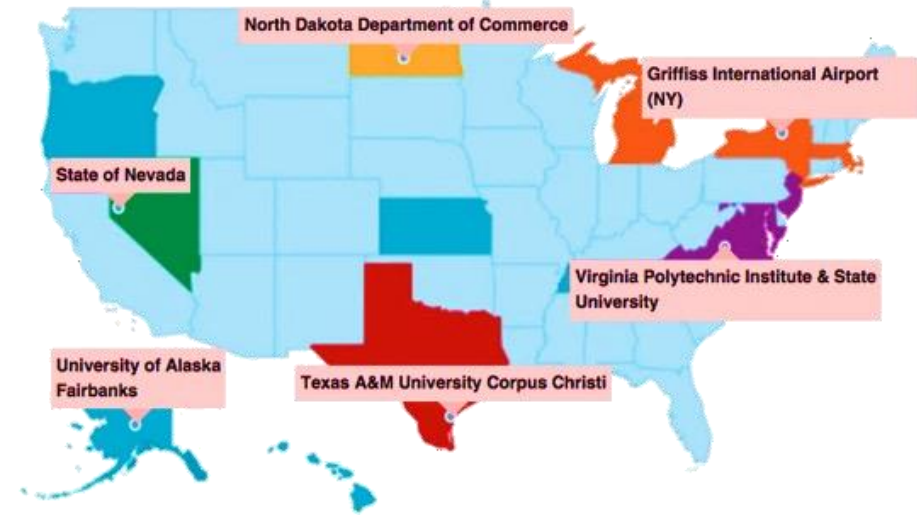 North Dakota Department of Commerce
Griffiss International Airport
(NY)
State of Nevada
Virginia Polytechnic Institute & State
University
University of Alaska
Fairbanks
Texas A&M University Corpus Christi